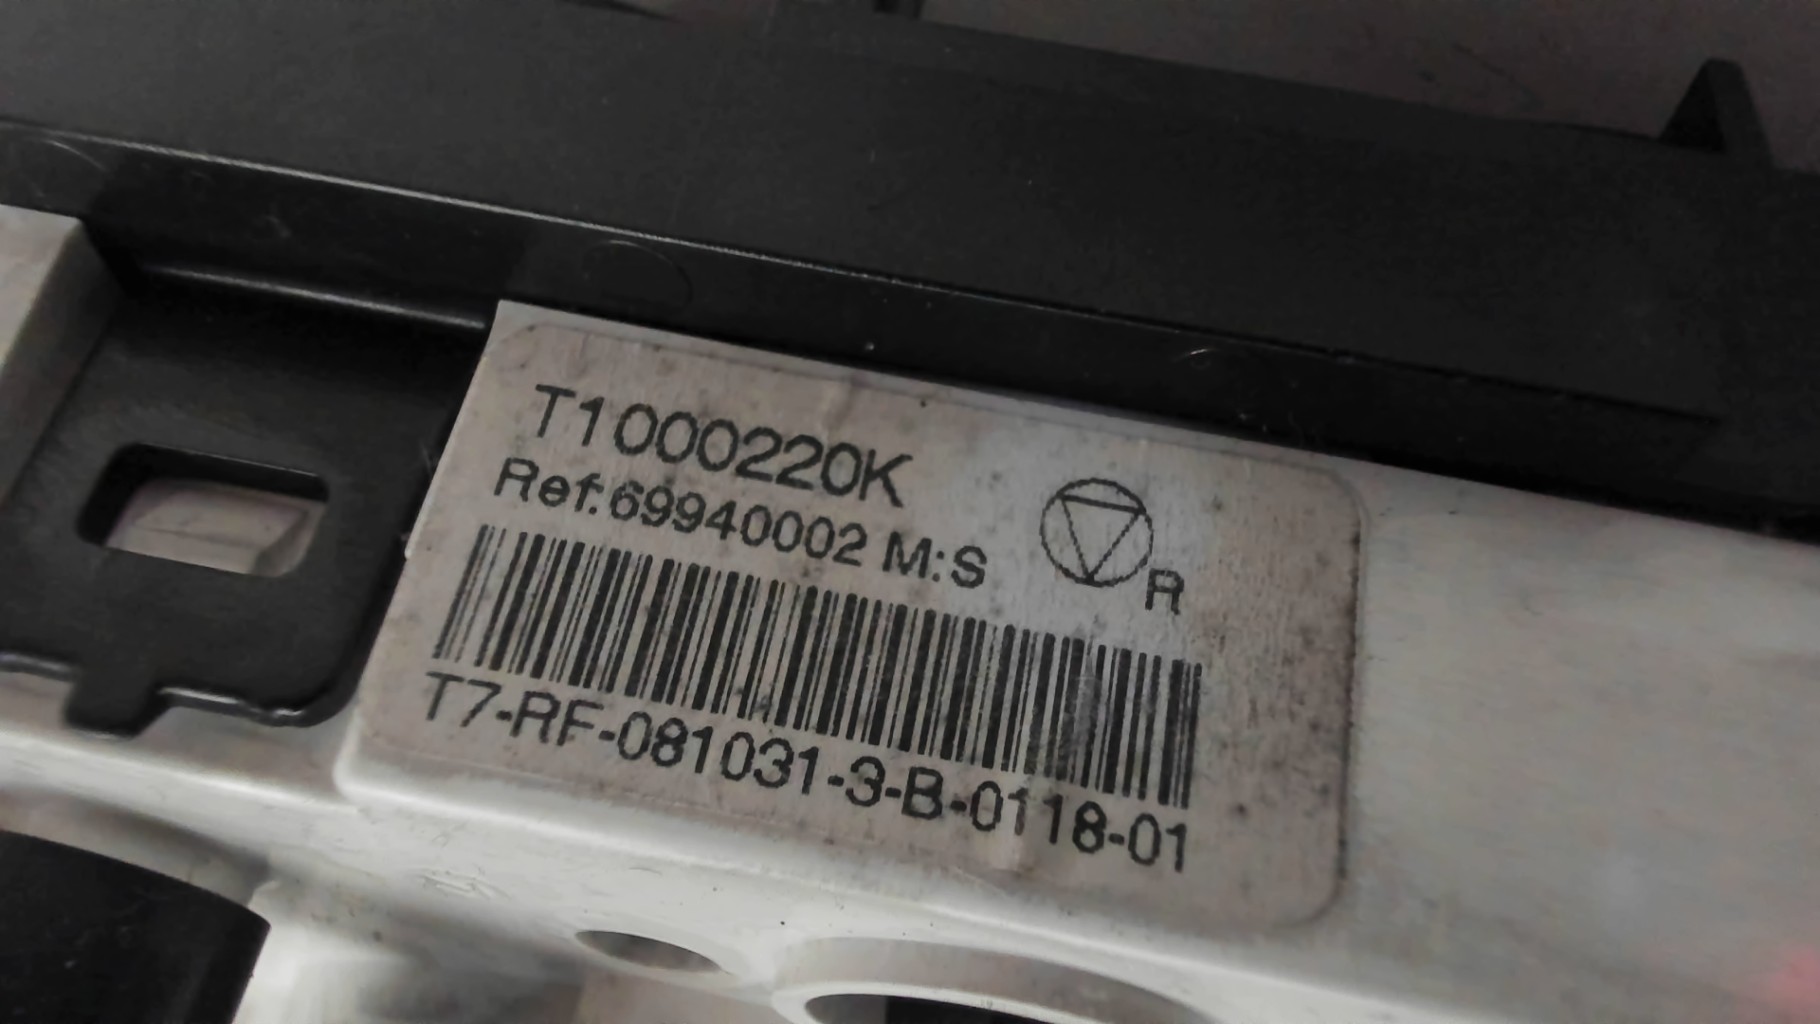 T1000220K
Ref:69940002 M:S
R
T7-RF-081031-3-B-0118-01